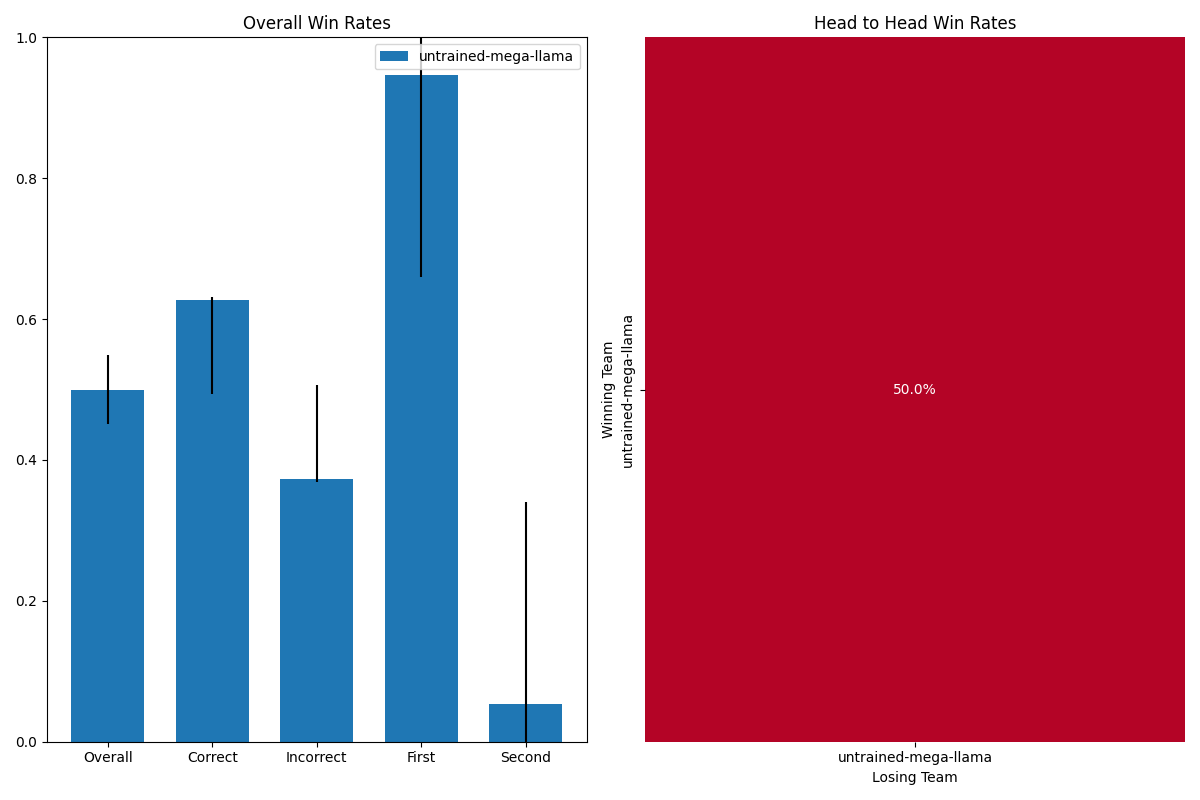 Overall Win Rates
untrained-mega-llama
1.0
0.8
0.6
0.4
0.2
0.0
Overall
Correct
Incorrect
First
Second
Head to Head Win Rates
Winning Team
untrained-mega-llama
50.0%
untrained-mega-llama
Losing Team